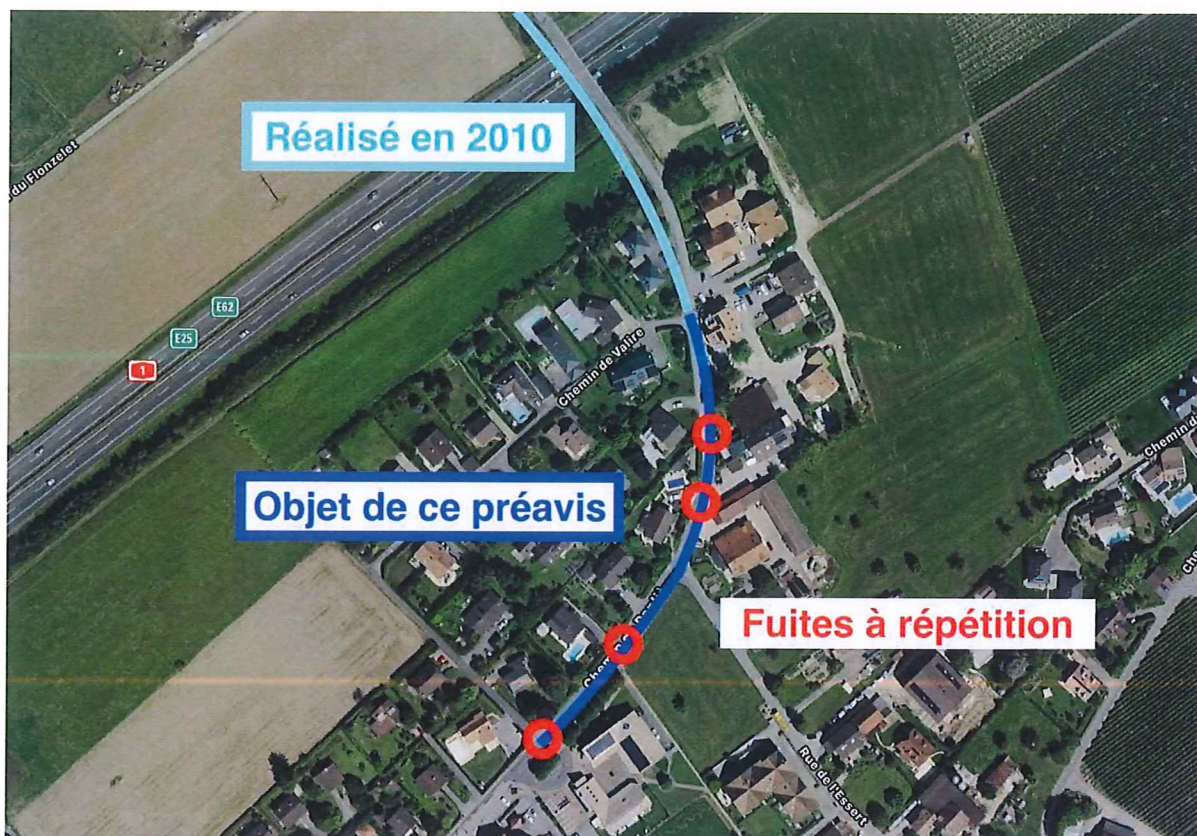 Réalisé en 2010
du Flonzelet
E62
E25
1
Chemin de Valire
Objet de ce préavis
Fuites à répétition
Rue de l'Essert